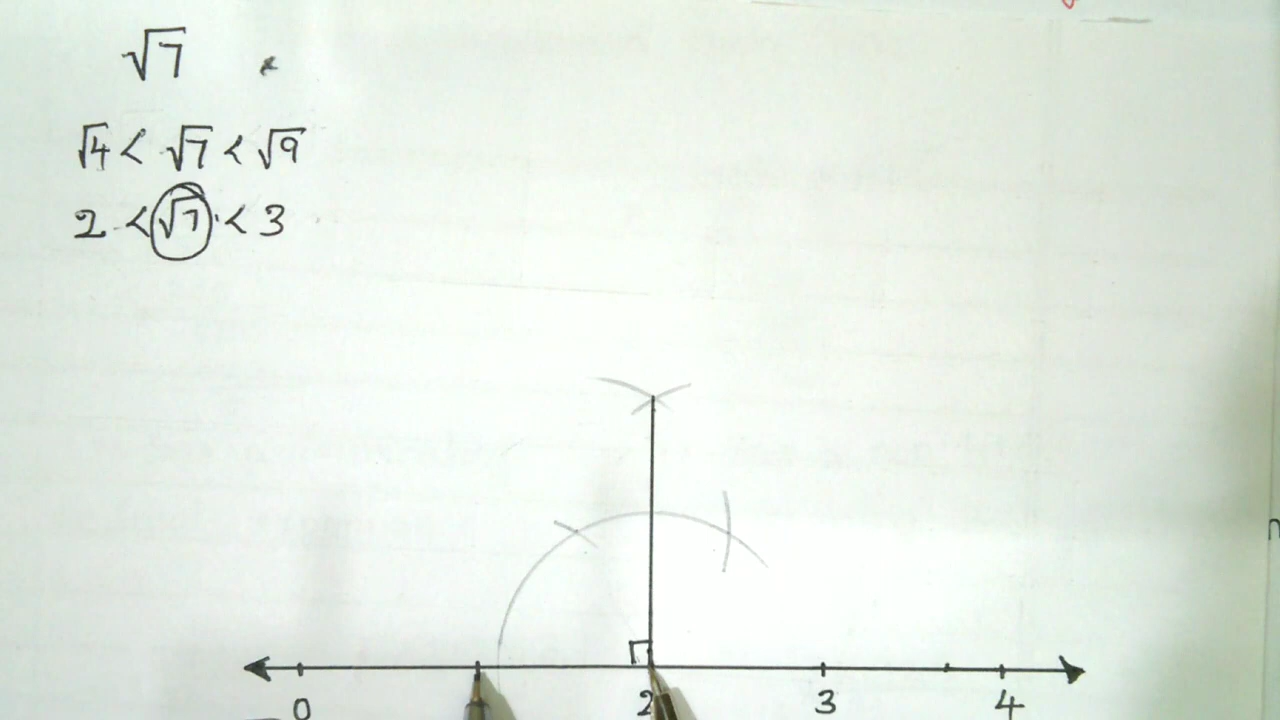 √7
√4 < √7 < √9
2 < √7 < 3
0 2 3 4